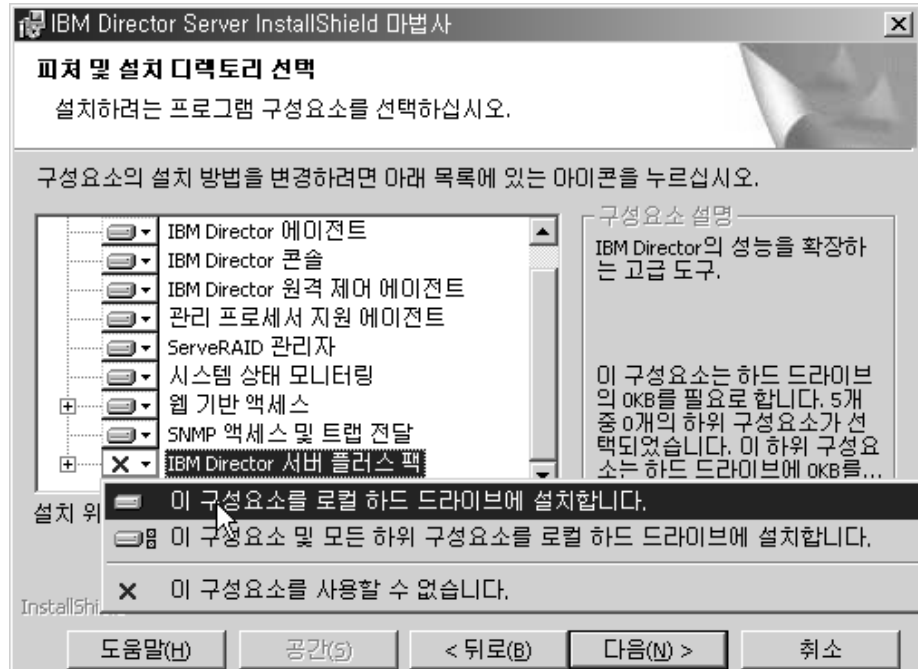 IBM Director Server InstallShield 마법사
피처 및 설치 디렉토리 선택
설치하려는 프로그램 구성요소를 선택하십시오.
구성요소의 설치 방법을 변경하려면 아래 목록에 있는 아이콘을 누르십시오.
IBM Director 에이전트
IBM Director 콘솔
IBM Director 원격 제어 에이전트
관리 프로세서 지원 에이전트
ServeRAID 관리자
시스템 상태 모니터링
웹 기반 액세스
SNMP 액세스 및 트랩 전달
IBM Director 서버 플러스 팩
구성요소 설명
IBM Director의 성능을 확장하
는 고급 도구.
이 구성요소는 하드 드라이브
의 0KB를 필요로 합니다. 5개
중 0개의 하위 구성요소가 선
택되었습니다. 이 하위 구성요
소는 하드 드라이브에 0KB를...
설치 위
이 구성요소를 로컬 하드 드라이브에 설치합니다.
이 구성요소 및 모든 하위 구성요소를 로컬 하드 드라이브에 설치합니다.
이 구성요소를 사용할 수 없습니다.
InstallShi
도움말(H)
공간(S)
< 뒤로(B)
다음(N) >
취소